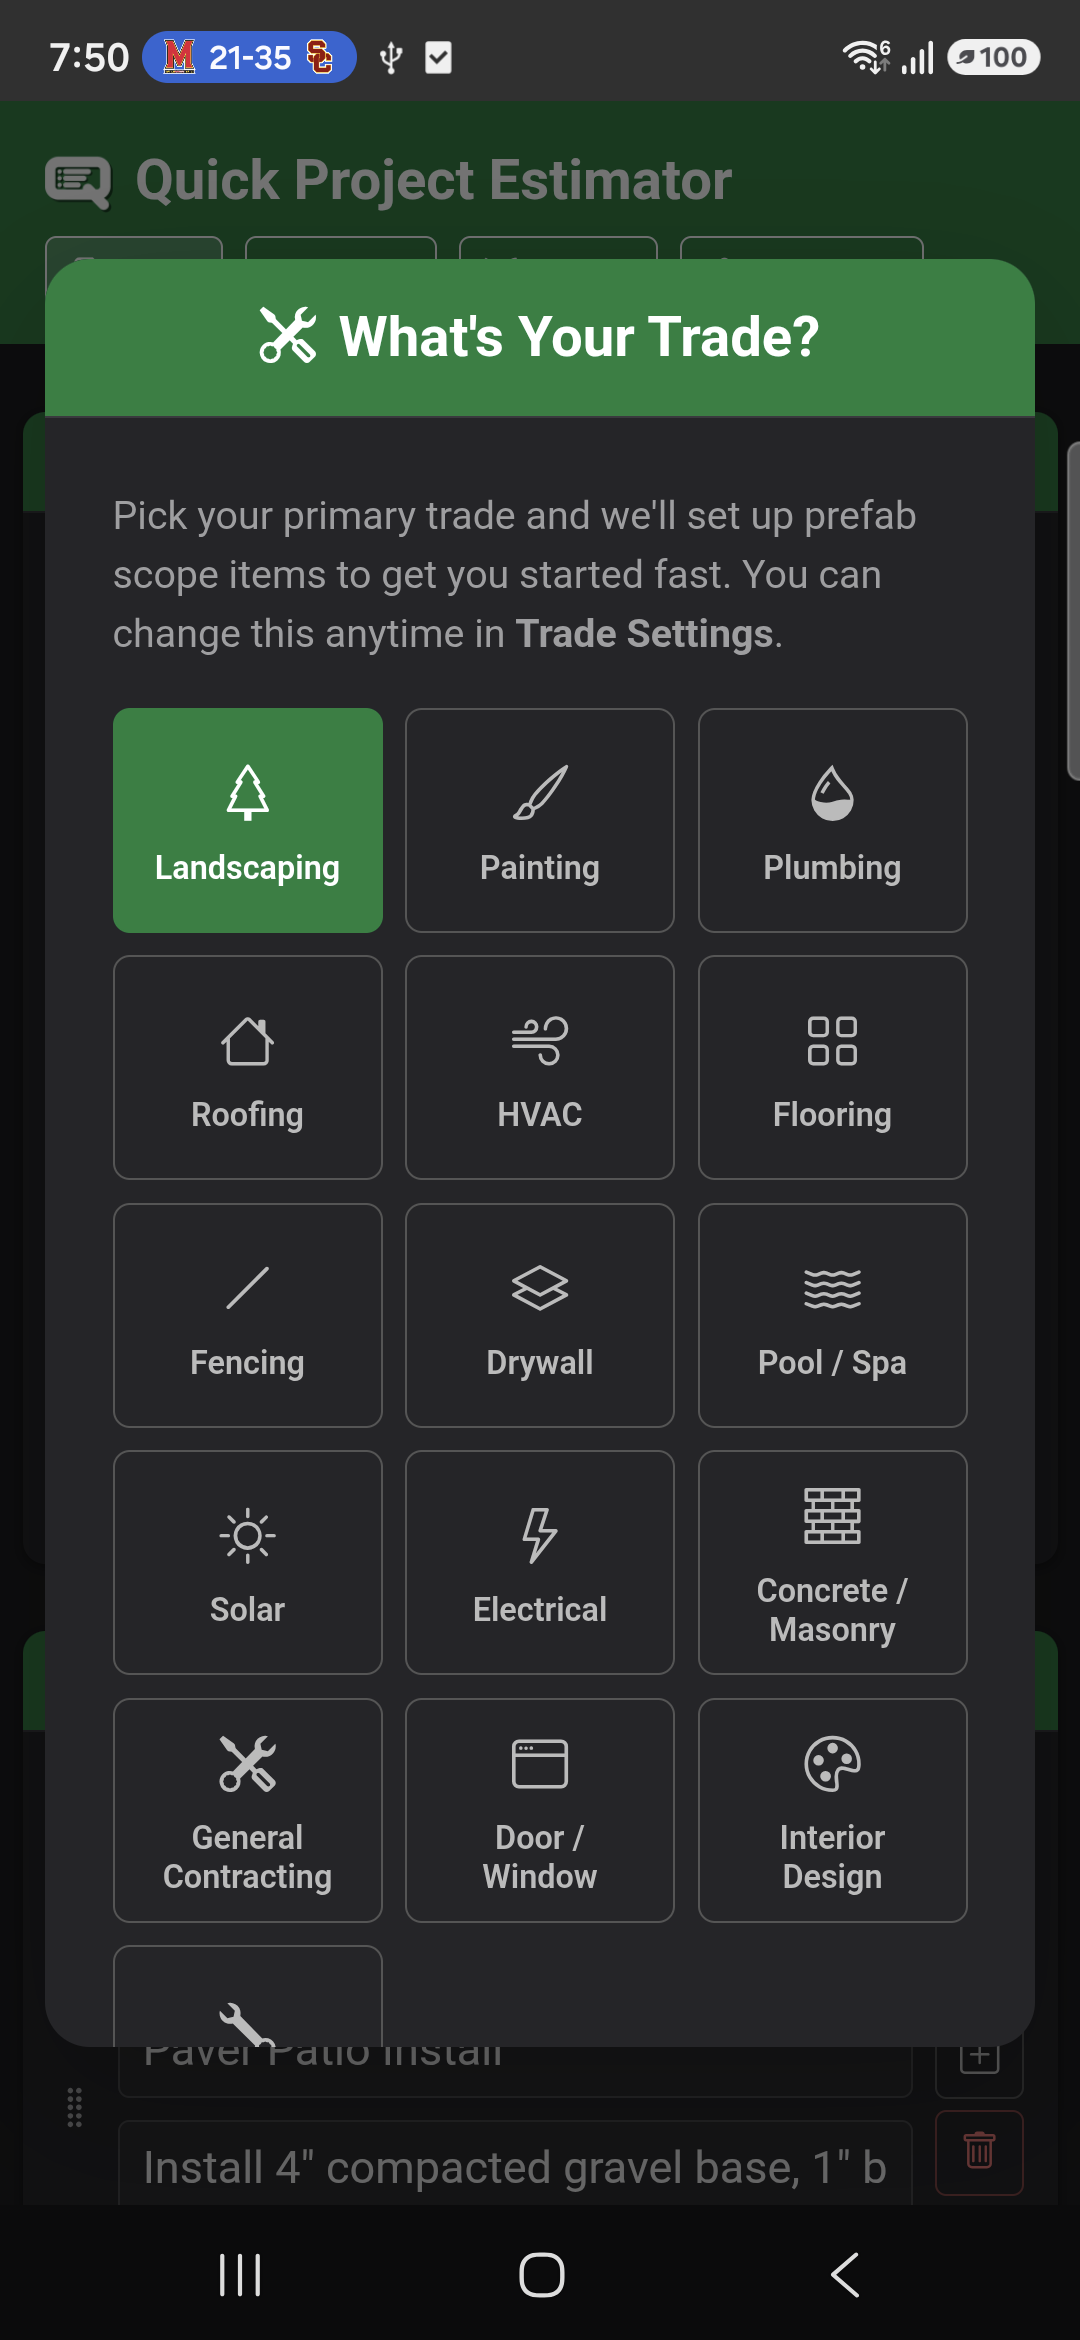 7:50 M 21-35 SC 6 100
Quick Project Estimator
What's Your Trade?
Pick your primary trade and we'll set up prefab
scope items to get you started fast. You can
change this anytime in Trade Settings.
Landscaping
Painting
Plumbing
Roofing
HVAC
Flooring
Fencing
Drywall
Pool / Spa
Solar
Electrical
Concrete /
Masonry
General
Contracting
Door /
Window
Interior
Design
Paver Patio Install
Install 4" compacted gravel base, 1" b